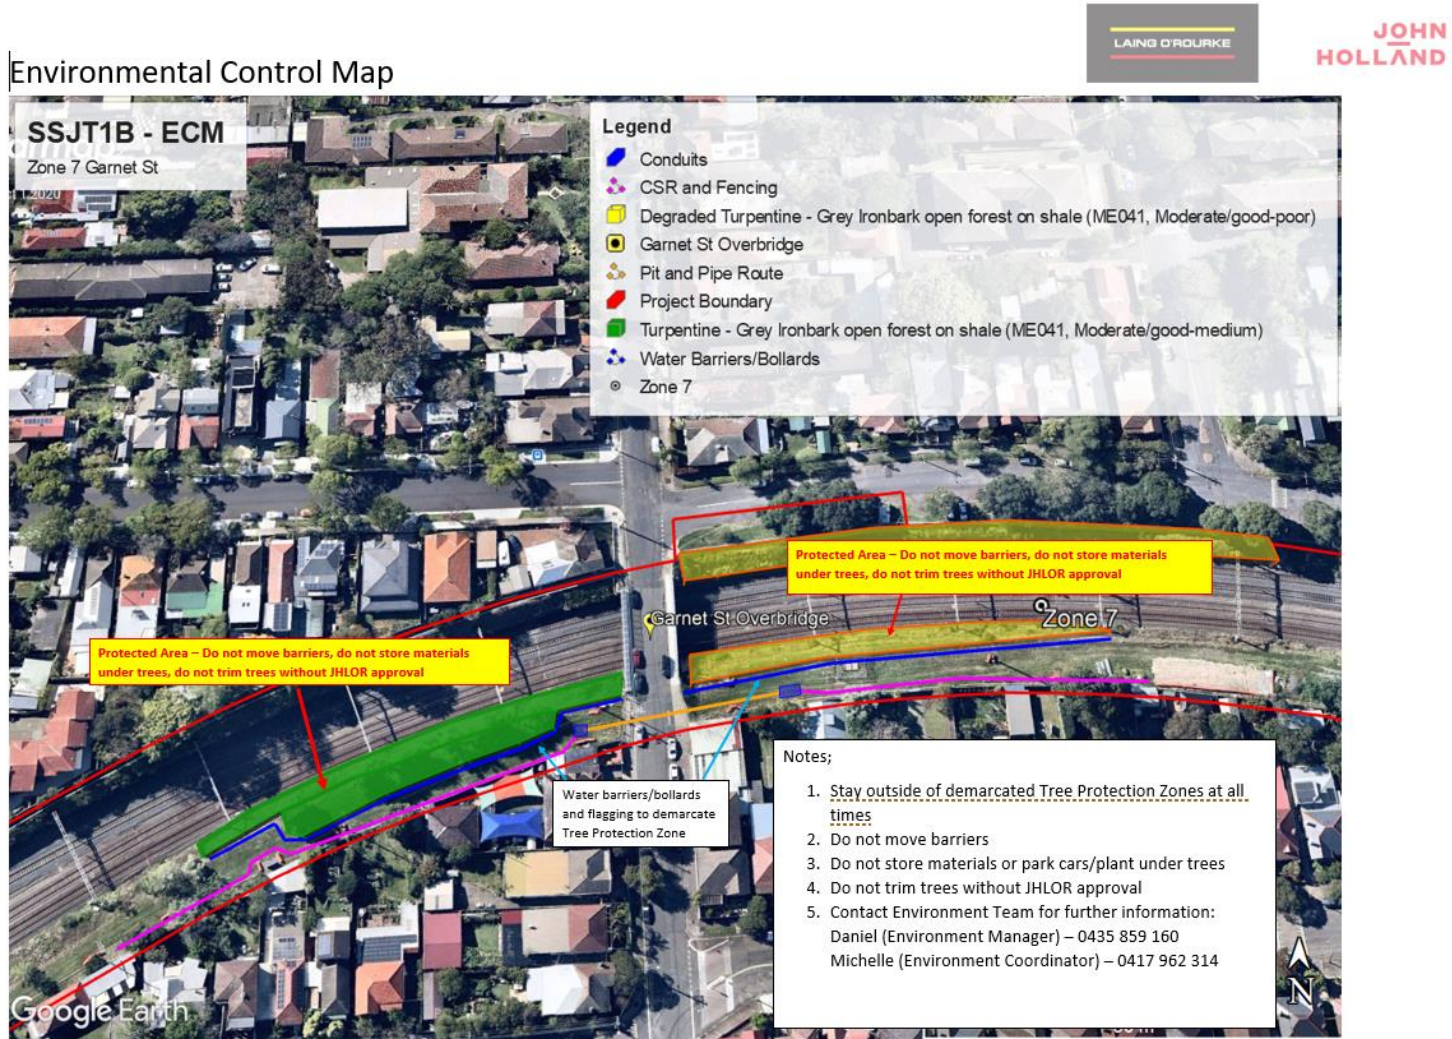 LAING O'ROURKE
JOHN
HOLLAND
Environmental Control Map
SSJT1B - ECM
Zone 7 Garnet St
2020
Legend
Conduits
CSR and Fencing
Degraded Turpentine - Grey Ironbark open forest on shale (ME041, Moderate/good-poor)
Garnet St Overbridge
Pit and Pipe Route
Project Boundary
Turpentine - Grey Ironbark open forest on shale (ME041, Moderate/good-medium)
Water Barriers/Bollards
Zone 7
Protected Area – Do not move barriers, do not store materials
under trees, do not trim trees without JHLOR approval
Garnet St Overbridge
Zone 7
Protected Area – Do not move barriers, do not store materials
under trees, do not trim trees without JHLOR approval
Water barriers/bollards
and flagging to demarcate
Tree Protection Zone
Notes;
1. Stay outside of demarcated Tree Protection Zones at all
times
2. Do not move barriers
3. Do not store materials or park cars/plant under trees
4. Do not trim trees without JHLOR approval
5. Contact Environment Team for further information:
Daniel (Environment Manager) – 0435 859 160
Michelle (Environment Coordinator) – 0417 962 314
N
Google Earth